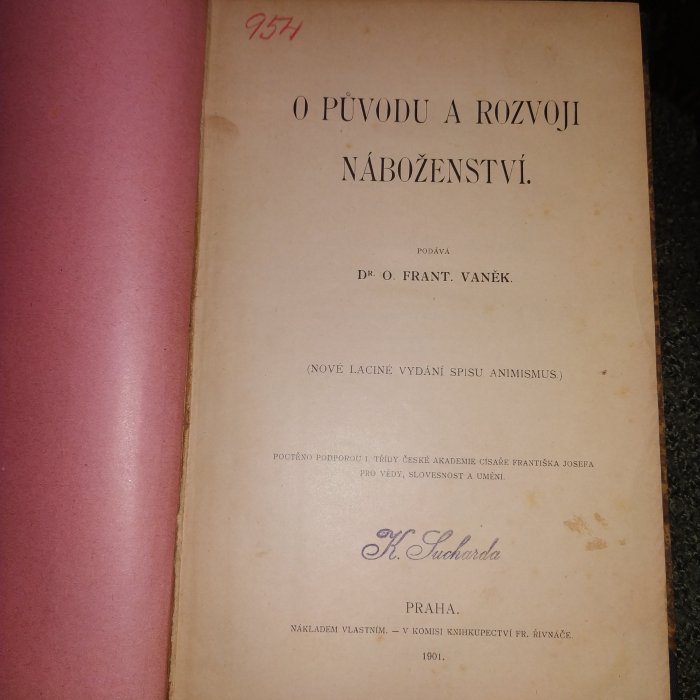 954
O PŮVODU A ROZVOJI
NÁBOŽENSTVÍ.
PODÁVÁ
DR. O. FRANT. VANĚK.
(NOVÉ LACINÉ VYDÁNÍ SPISU ANIMISMUS.)
POCTĚNO PODPOROU I. TŘÍDY ČESKÉ AKADEMIE CÍSAŘE FRANTIŠKA JOSEFA
PRO VĚDY, SLOVESNOST A UMĚNÍ.
K. Sucharda
PRAHA.
NÁKLADEM VLASTNÍM. — V KOMISI KNIHKUPECTVÍ FR. ŘIVNÁČE.
1901.